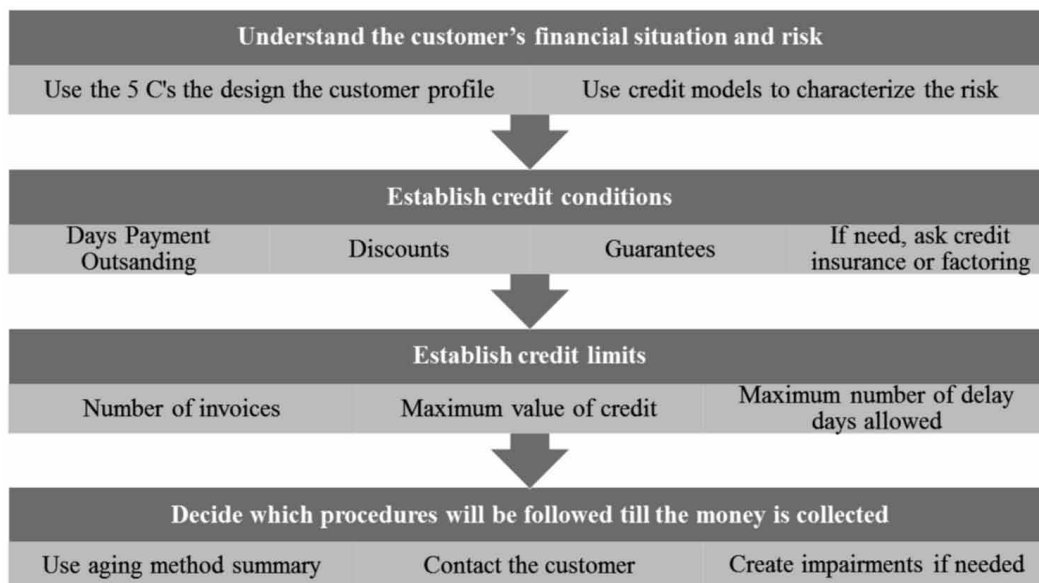 Understand the customer's financial situation and risk
Use the 5 C's the design the customer profile
Use credit models to characterize the risk
Establish credit conditions
Days Payment
Outsanding
Discounts
Guarantees
If need, ask credit
insurance or factoring
Establish credit limits
Number of invoices
Maximum value of credit
Maximum number of delay
days allowed
Decide which procedures will be followed till the money is collected
Use aging method summary
Contact the customer
Create impairments if needed